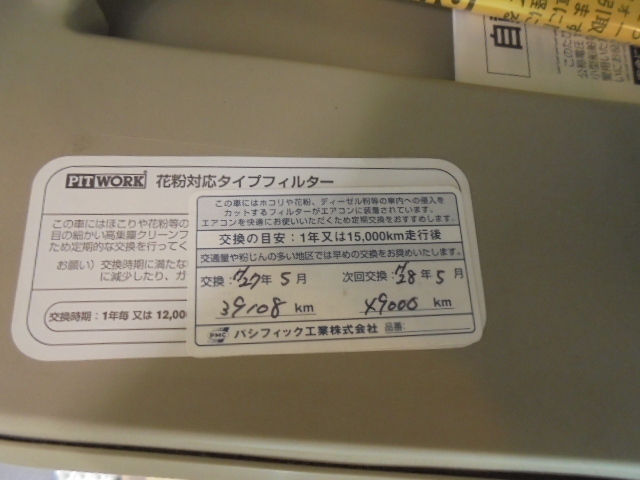 PITWORK 花粉対応タイプフィルター
この車にはほこりや花粉等の
目の細かい高集塵クリーンフ
ため定期的な交換を行ってく
お願い）交換時期に満たな
に減少したり、ガ
交換時期：1年毎 又は 12,00
この車にはホコリや花粉、ディーゼル粉等の車内への侵入を
カットするフィルターがエアコンに装着されています。
エアコンを快適にお使いいただくため定期交換をおすすめします。
交換の目安：1年又は15,000km走行後
交通量や粉じんの多い地区では早めの交換をお奨めいたします。
交換：H27年 5月 次回交換：H28年 5月
39108 km 49000 km
PMC パシフィック工業株式会社 品番：